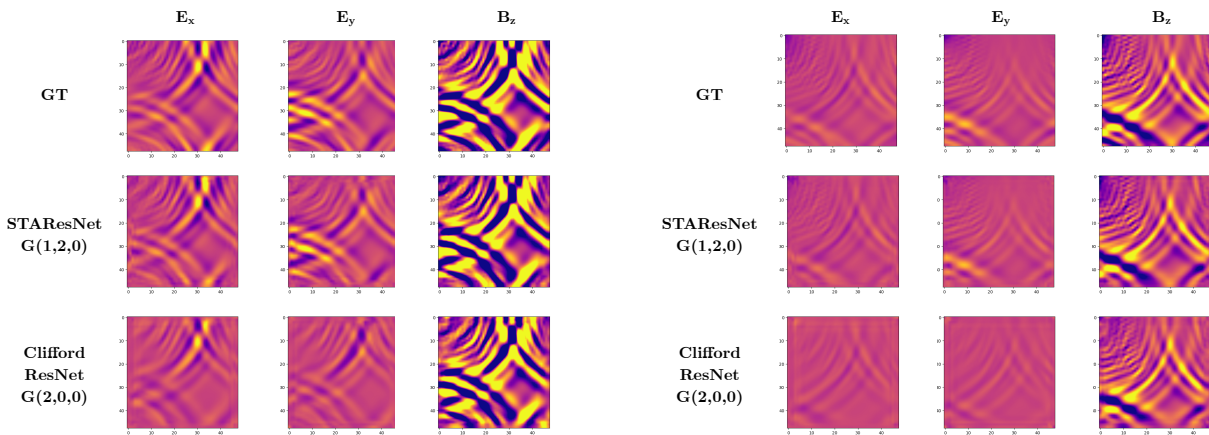 Ex Ey Bz Ex Ey Bz
GT GT
STAResNet STAResNet
G(1,2,0) G(1,2,0)
Clifford Clifford
ResNet ResNet
G(2,0,0) G(2,0,0)